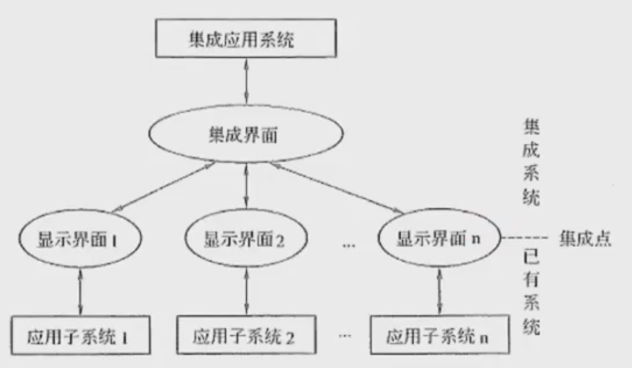 集成应用系统
集成界面
集成系统
显示界面1
显示界面2
...
显示界面n
集成点
已有系统
应用子系统1
应用子系统2
...
应用子系统n